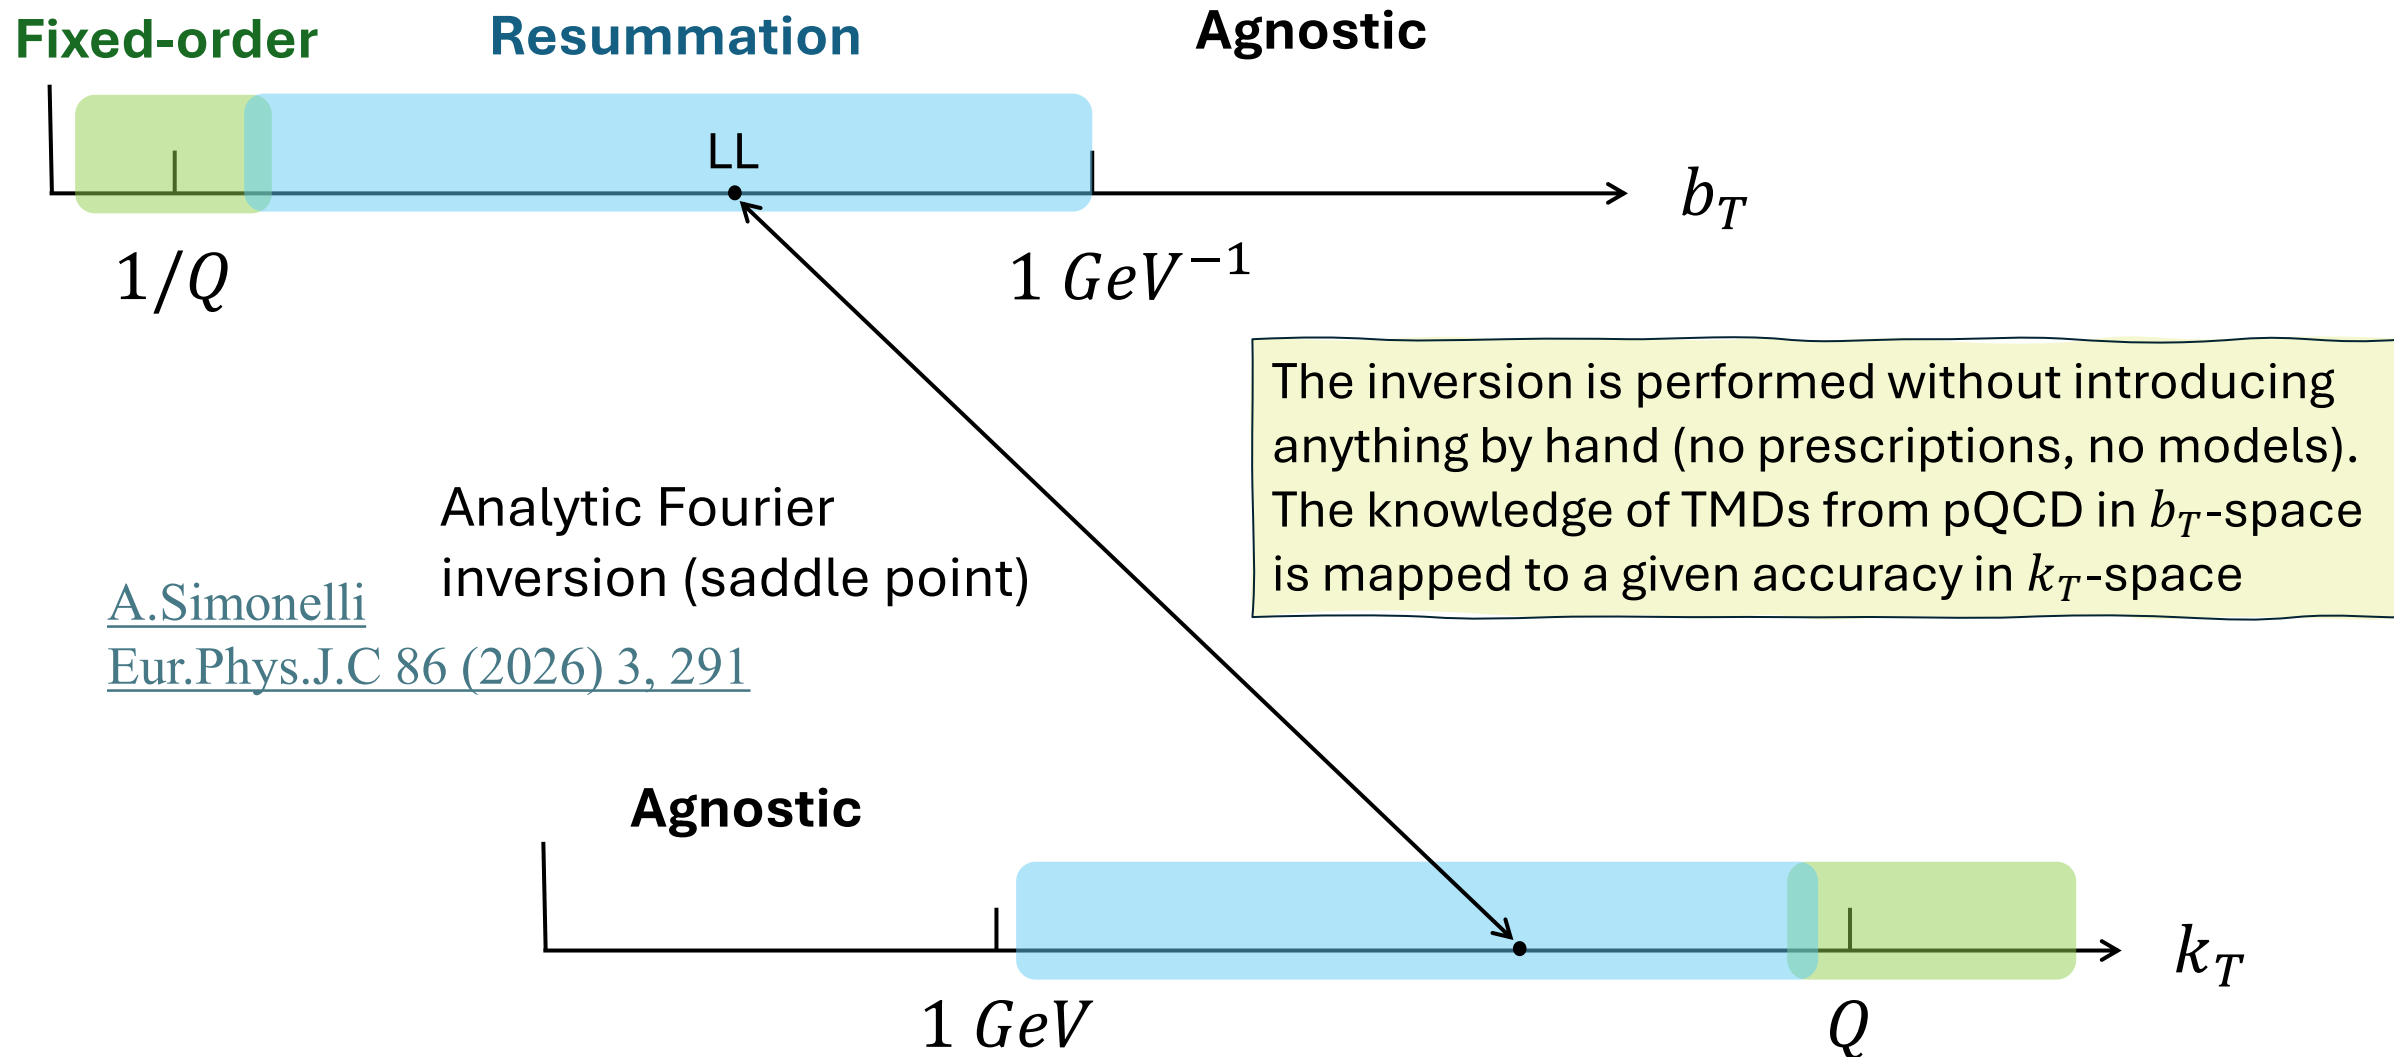 Fixed-order Resummation Agnostic
LL
b_T
1/Q 1 GeV⁻¹
The inversion is performed without introducing
anything by hand (no prescriptions, no models).
The knowledge of TMDs from pQCD in b_T-space
is mapped to a given accuracy in k_T-space
Analytic Fourier
inversion (saddle point)
A.Simonelli
Eur.Phys.J.C 86 (2026) 3, 291
Agnostic
k_T
1 GeV Q